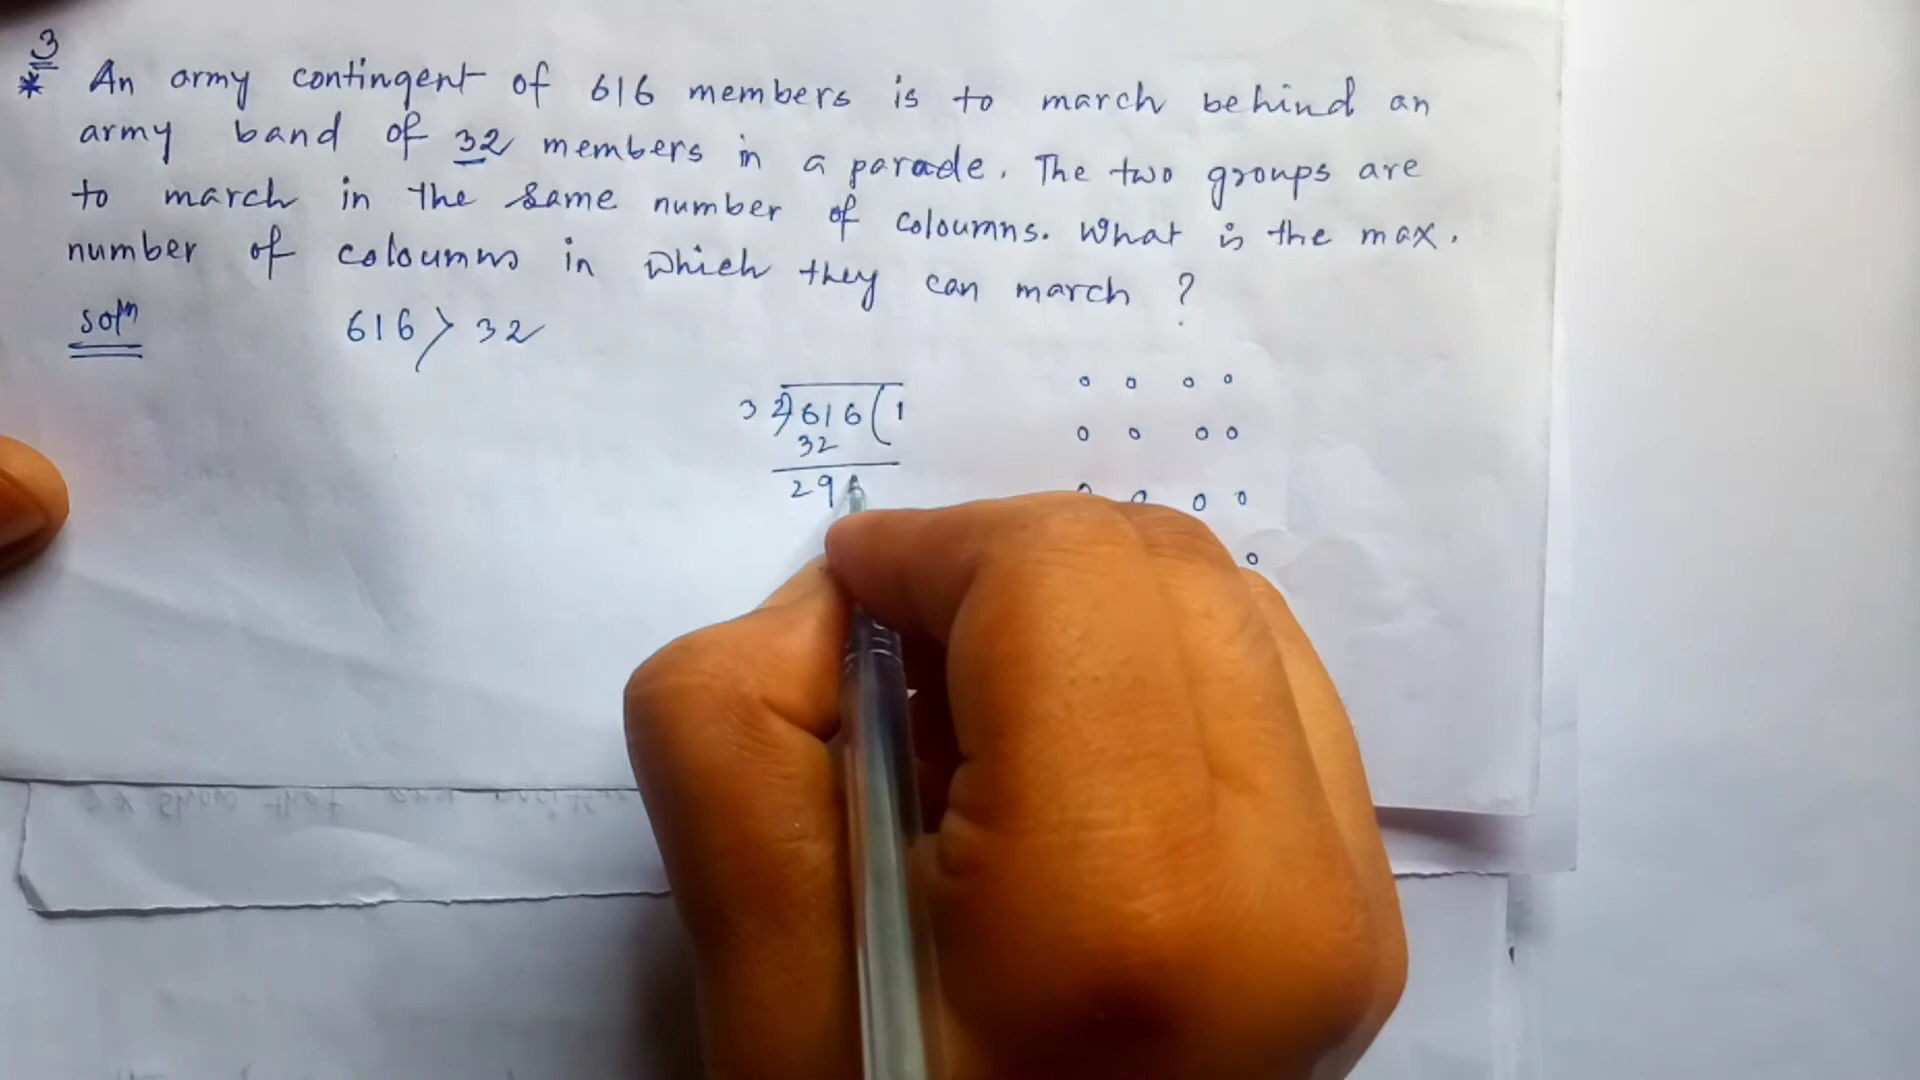 3
* An army contingent of 616 members is to march behind an
army band of 32 members in a parade. The two groups are
to march in the same number of coloumns. What is the max.
number of coloumns in which they can march ?
soln 616 > 32
32)616(1
32
29